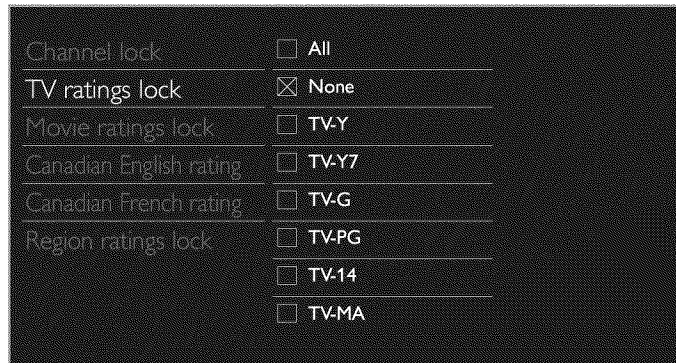 Channel lock
TV ratings lock
Movie ratings lock
Canadian English rating
Canadian French rating
Region ratings lock
All
None
TV-Y
TV-Y7
TV-G
TV-PG
TV-14
TV-MA